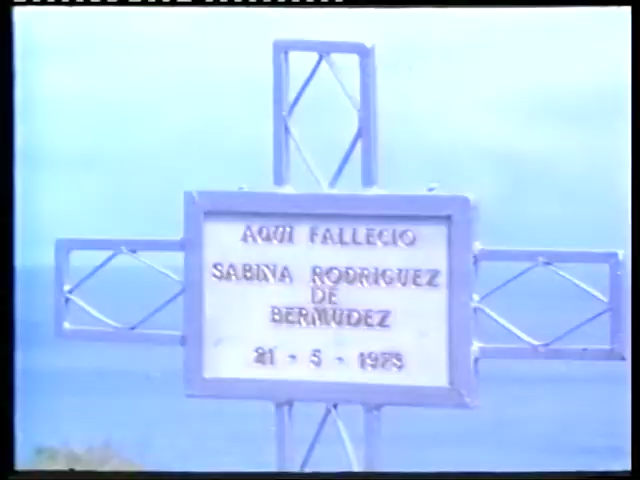 AQUI FALLECIO
SABINA RODRIGUEZ
DE
BERMUDEZ
21 - 5 - 1973